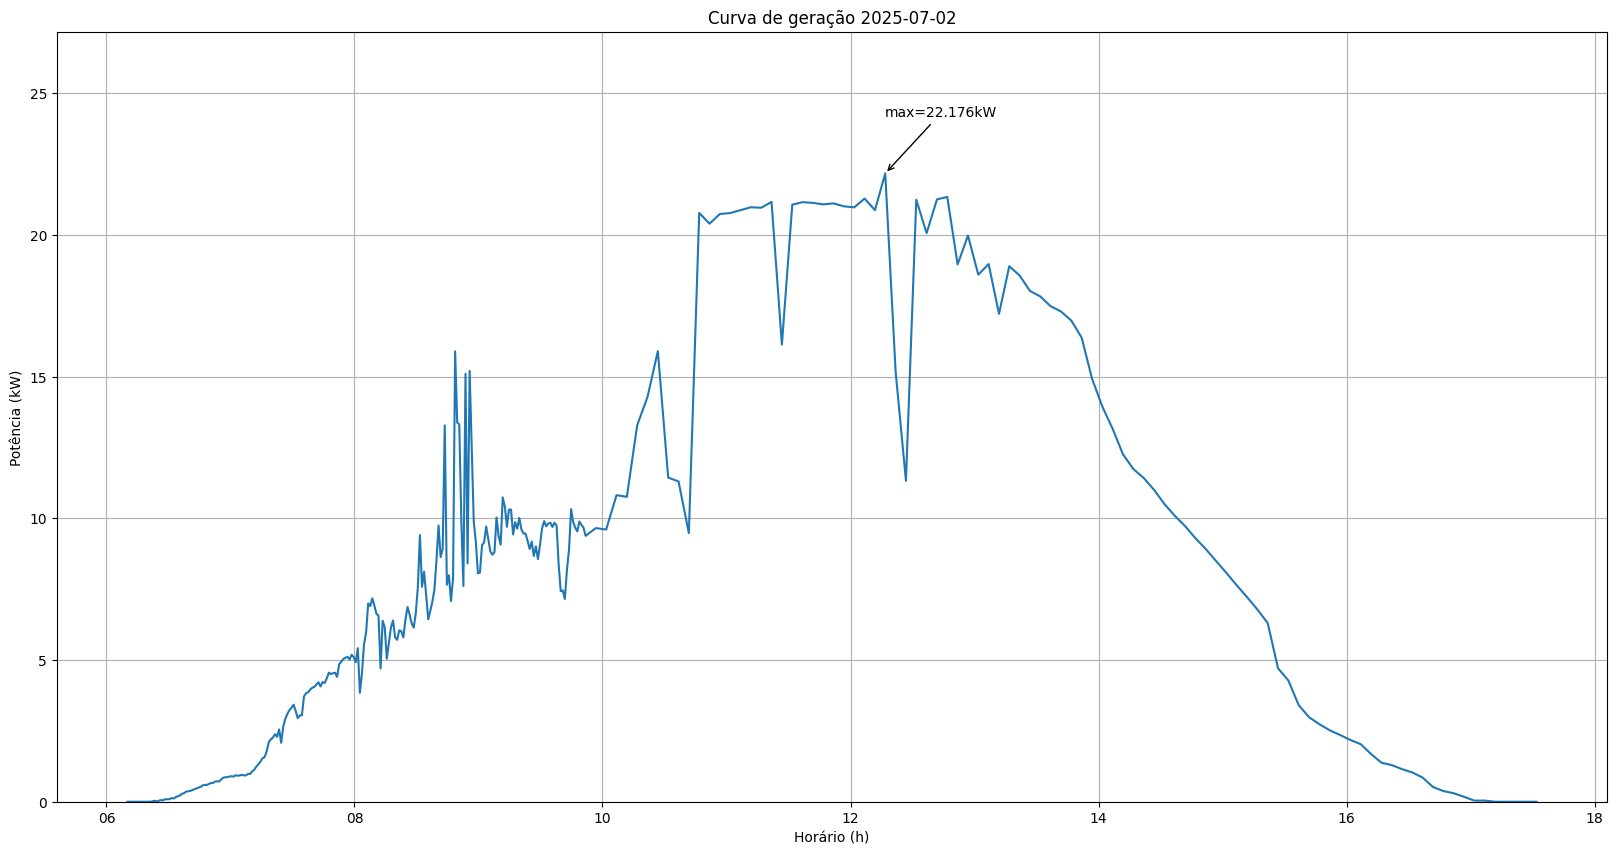 Curva de geração 2025-07-02
max=22.176kW
Potência (kW)
25
20
15
10
5
0
06 08 10 12 14 16 18
Horário (h)